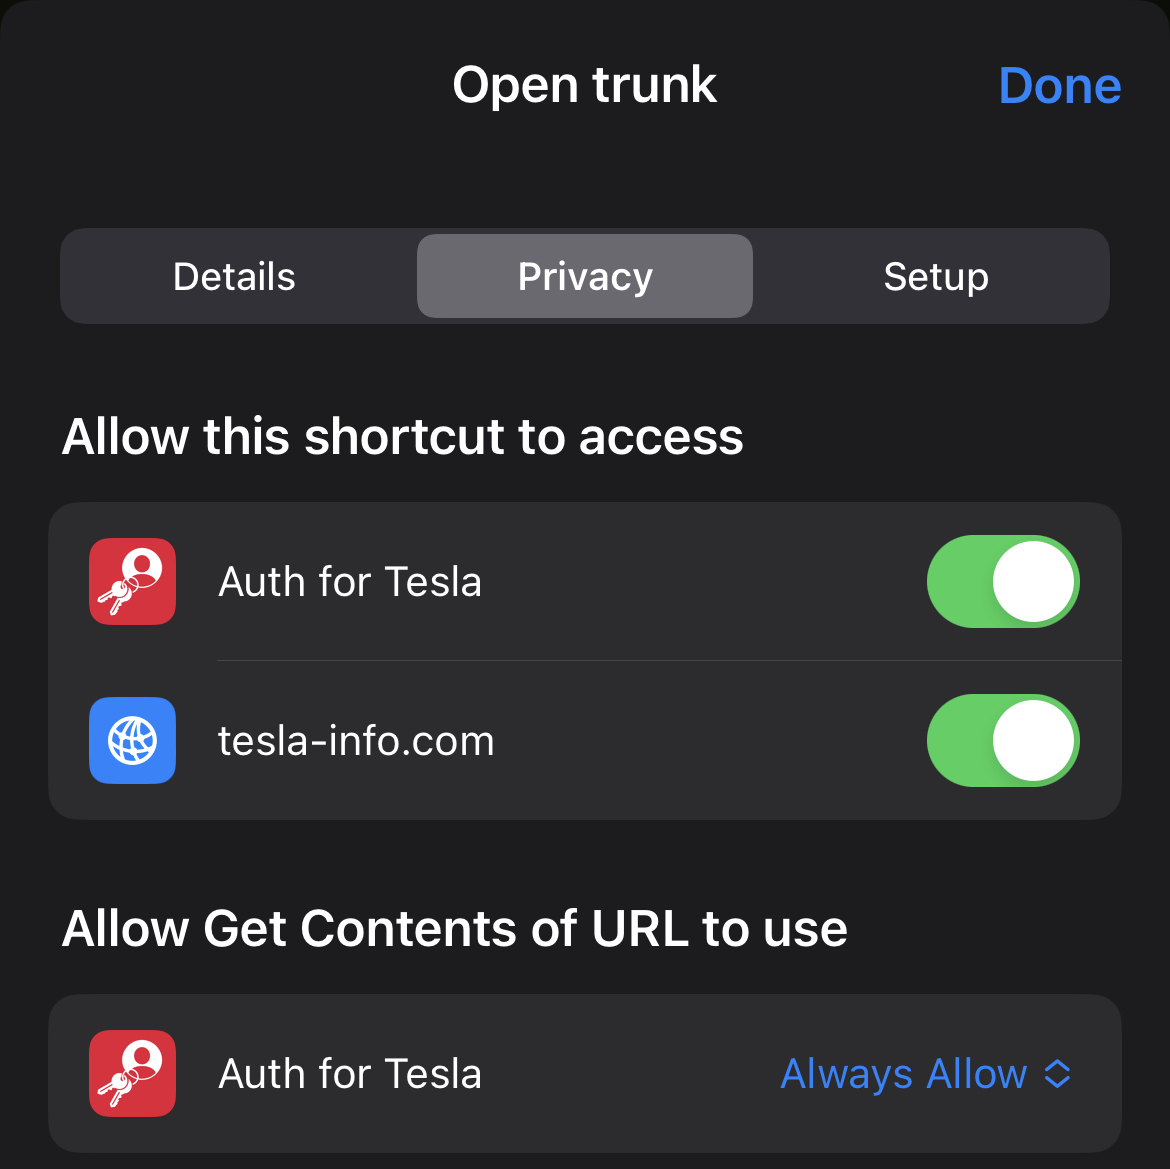 Open trunk
Done
Details
Privacy
Setup
Allow this shortcut to access
Auth for Tesla
tesla-info.com
Allow Get Contents of URL to use
Auth for Tesla
Always Allow